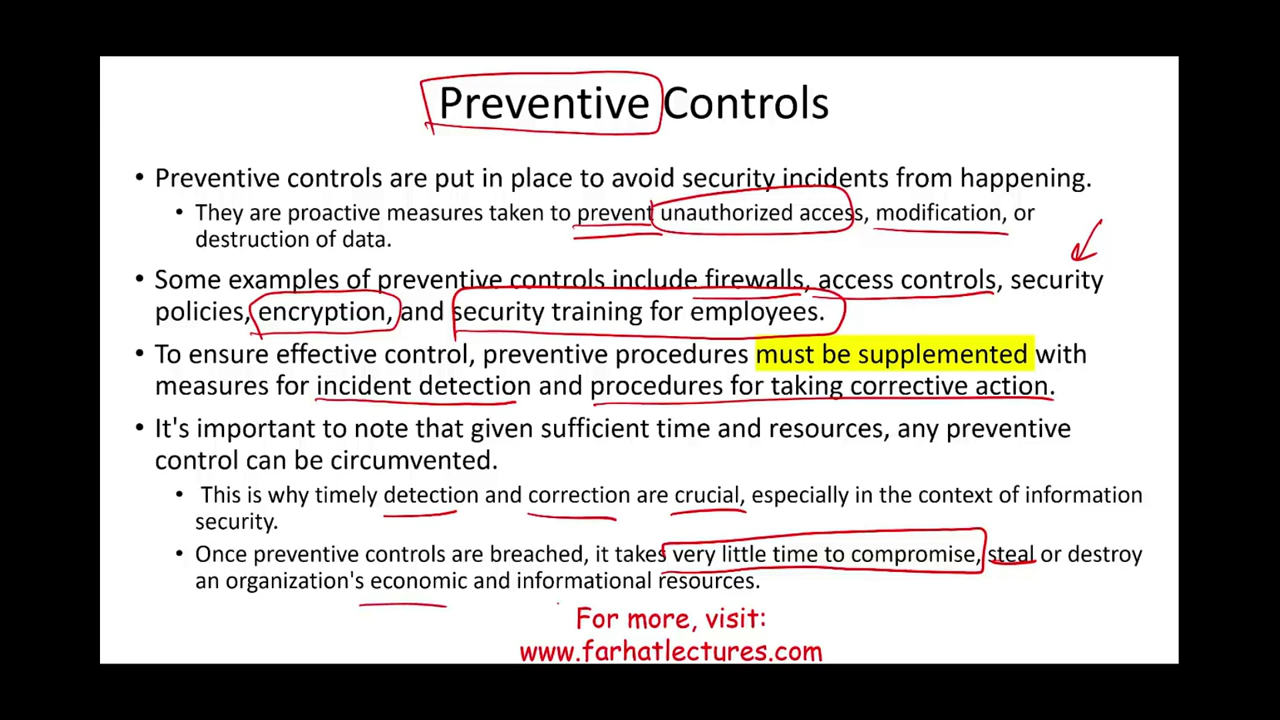 Preventive Controls
• Preventive controls are put in place to avoid security incidents from happening.
• They are proactive measures taken to prevent unauthorized access, modification, or
destruction of data.
• Some examples of preventive controls include firewalls, access controls, security
policies, encryption, and security training for employees.
• To ensure effective control, preventive procedures must be supplemented with
measures for incident detection and procedures for taking corrective action.
• It's important to note that given sufficient time and resources, any preventive
control can be circumvented.
• This is why timely detection and correction are crucial, especially in the context of information
security.
• Once preventive controls are breached, it takes very little time to compromise, steal or destroy
an organization's economic and informational resources.
For more, visit:
www.farhatlectures.com